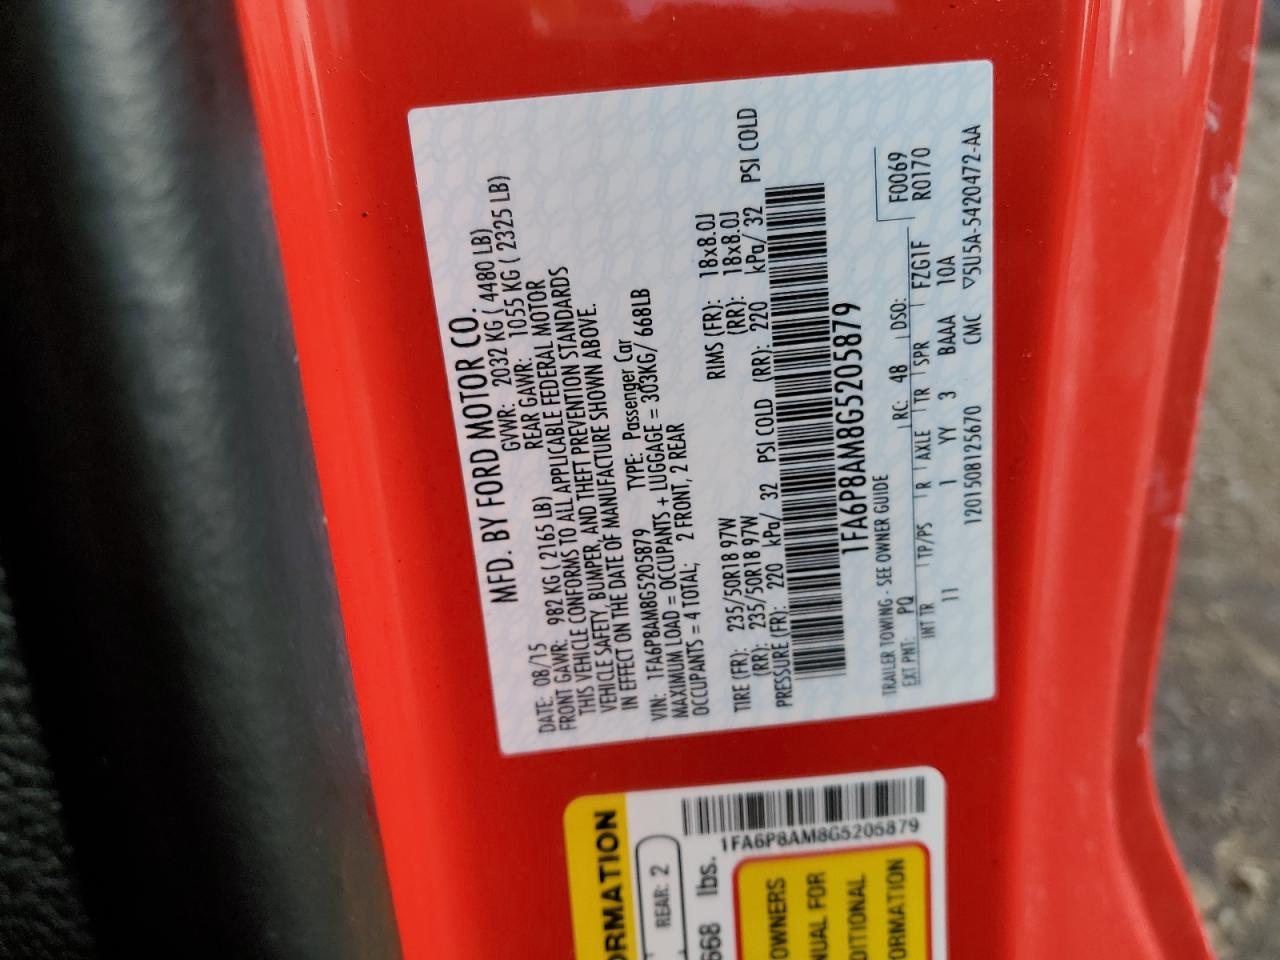 MFD. BY FORD MOTOR CO.
DATE: 08/15 GVWR: 2032 KG ( 4480 LB)
FRONT GAWR: 982 KG ( 2165 LB) REAR GAWR: 1055 KG ( 2325 LB)
THIS VEHICLE CONFORMS TO ALL APPLICABLE FEDERAL MOTOR
VEHICLE SAFETY, BUMPER, AND THEFT PREVENTION STANDARDS
IN EFFECT ON THE DATE OF MANUFACTURE SHOWN ABOVE.
VIN: 1FA6P8AM8G5205879 TYPE: Passenger Car
MAXIMUM LOAD = OCCUPANTS + LUGGAGE = 303KG/ 668LB
OCCUPANTS = 4 TOTAL; 2 FRONT, 2 REAR
TIRE (FR): 235/50R18 97W RIMS (FR): 18x8.0J
(RR): 235/50R18 97W (RR): 18x8.0J
PRESSURE (FR): 220 kPa/ 32 PSI COLD (RR): 220 kPa/ 32 PSI COLD
1FA6P8AM8G5205879
TRAILER TOWING - SEE OWNER GUIDE
EXT PNT: PQ RC: 48 DSO: F0069
INT TR TP/PS R AXLE TR SPR FZG1F R0170
11 1 YY 3 BAAA 10A
1201508125670 CMC ▽5U5A-5420472-AA
ORMATION
REAR: 2
668 lbs.
1FA6P8AM8G5205879
OWNERS
NUAL FOR
DITIONAL
ORMATION